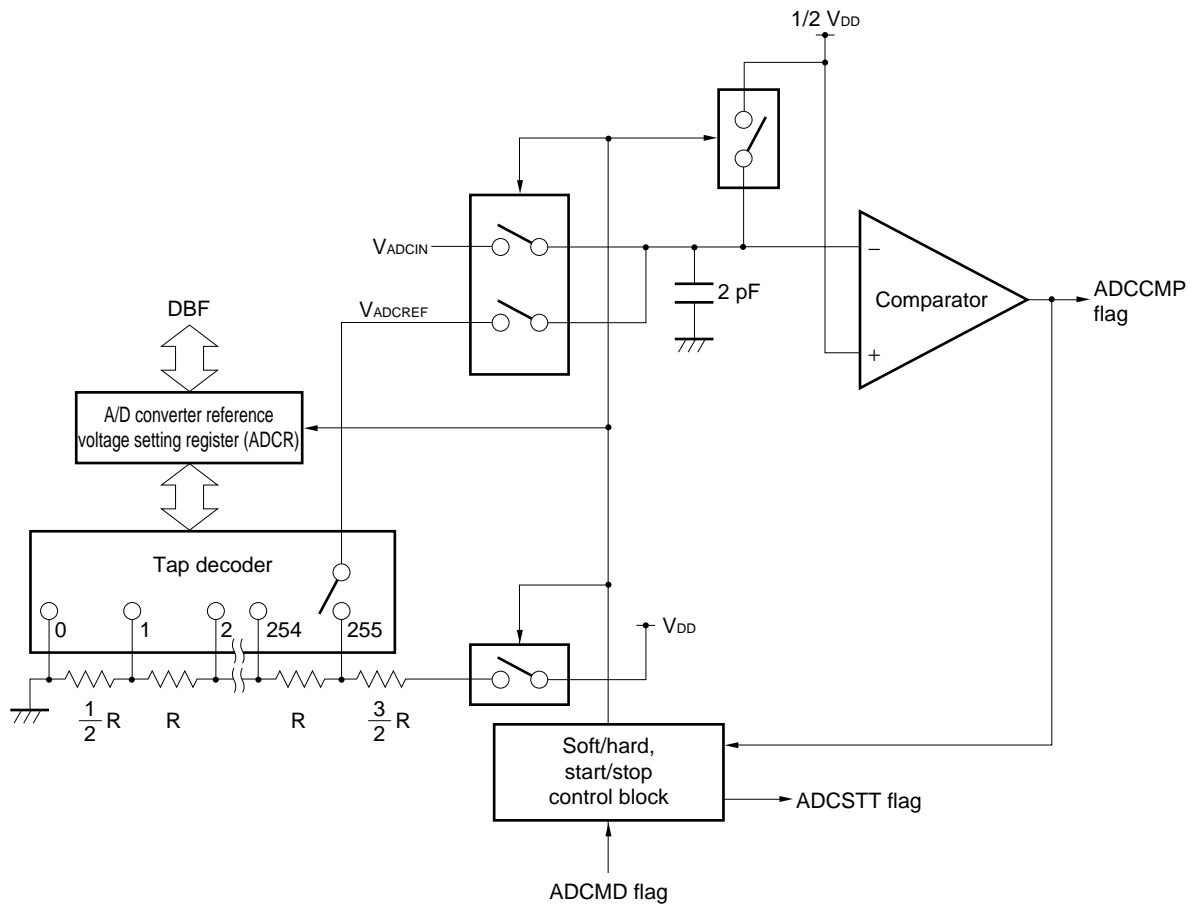 1/2 VDD
VADCIN
VADCREF
2 pF
−
+
Comparator
ADCCMP
flag
DBF
A/D converter reference
voltage setting register (ADCR)
Tap decoder
0
1
2
254
255
VDD
1/2 R
R
R
3/2 R
Soft/hard,
start/stop
control block
ADCSTT flag
ADCMD flag